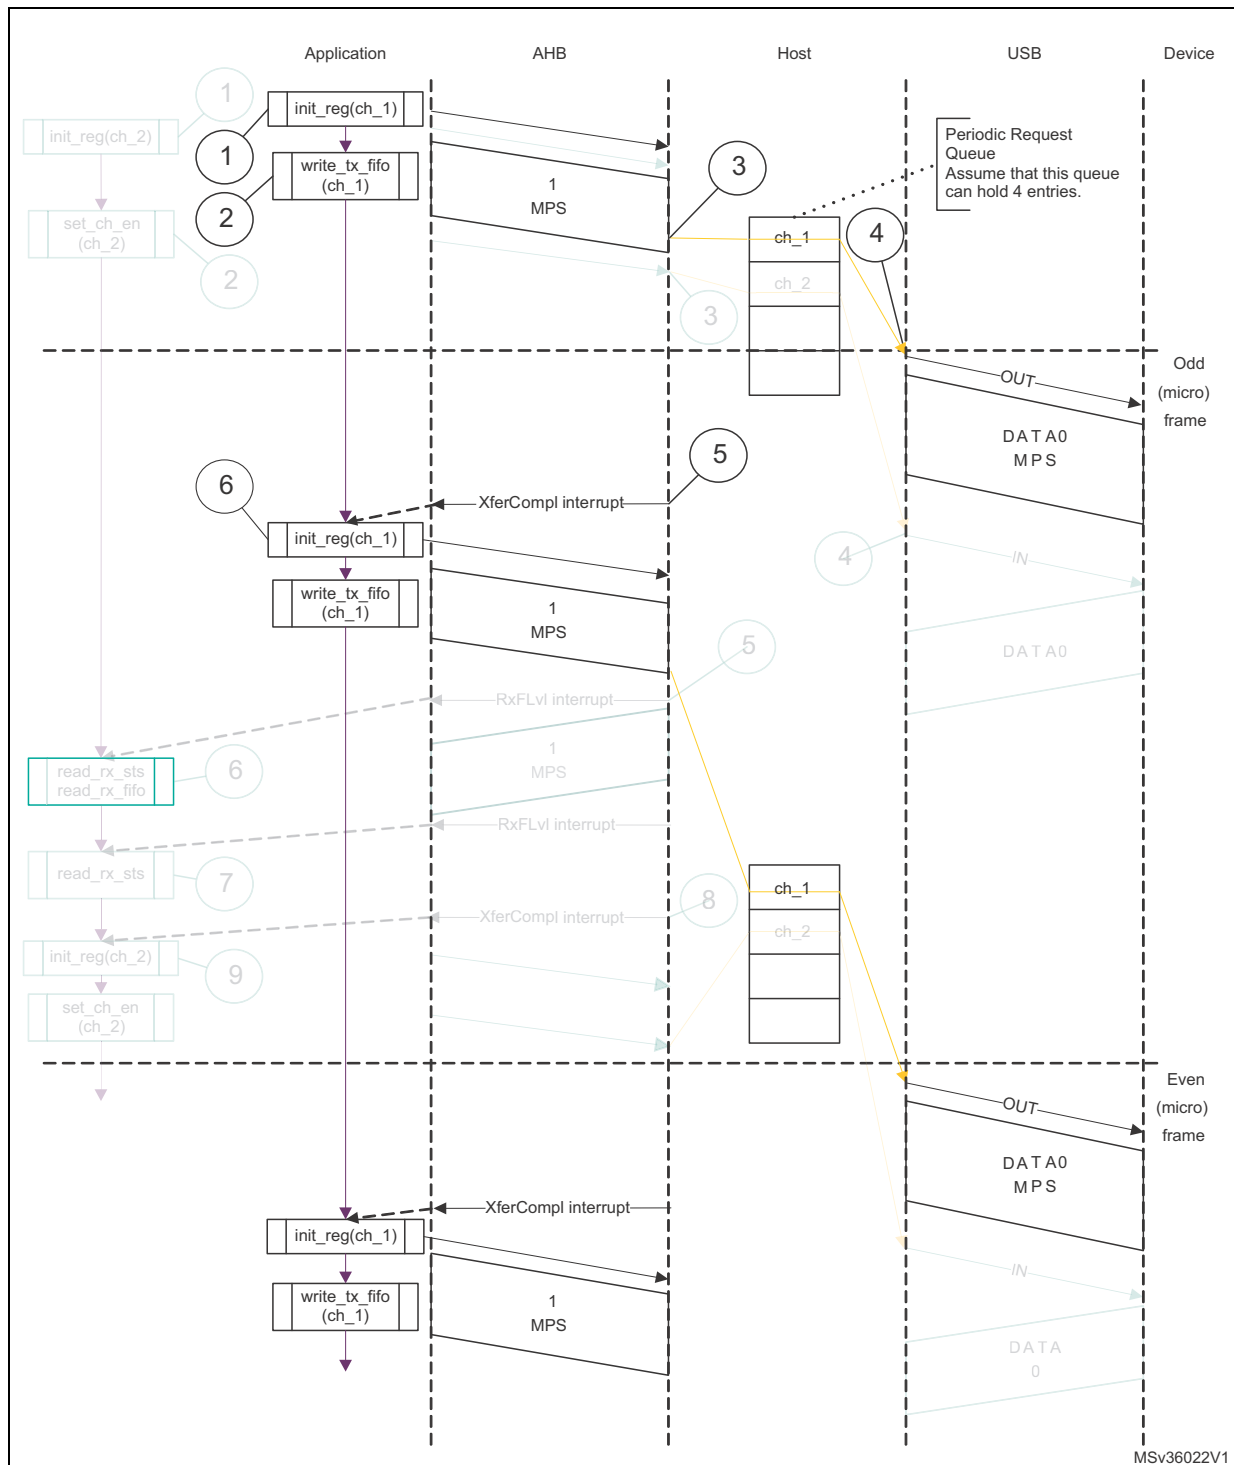 Application
AHB
Host
USB
Device
1
init_reg(ch_1)
init_reg(ch_2)
1
Periodic Request
Queue
Assume that this queue
can hold 4 entries.
write_tx_fifo
(ch_1)
1
MPS
3
2
set_ch_en
(ch_2)
2
ch_1
4
ch_2
3
Odd
(micro)
frame
OUT
DATA0
MPS
5
6
XferCompl interrupt
init_reg(ch_1)
4
IN
write_tx_fifo
(ch_1)
1
MPS
5
DATA0
RxFLvl interrupt
1
MPS
read_rx_sts
read_rx_fifo
6
RxFLvl interrupt
read_rx_sts
7
ch_1
8
XferCompl interrupt
ch_2
init_reg(ch_2)
9
set_ch_en
(ch_2)
Even
(micro)
frame
OUT
DATA0
MPS
XferCompl interrupt
init_reg(ch_1)
IN
write_tx_fifo
(ch_1)
1
MPS
DATA
0
MSv36022V1